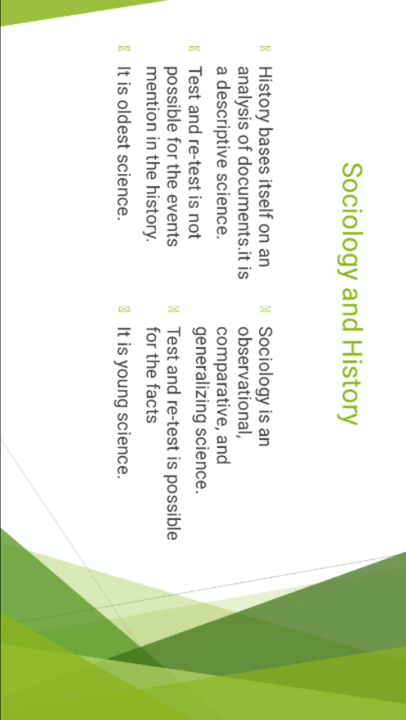 Sociology and History
History bases itself on an
analysis of documents.it is
a descriptive science.
Test and re-test is not
possible for the events
mention in the history.
It is oldest science.
Sociology is an
observational,
comparative, and
generalizing science.
Test and re-test is possible
for the facts
It is young science.